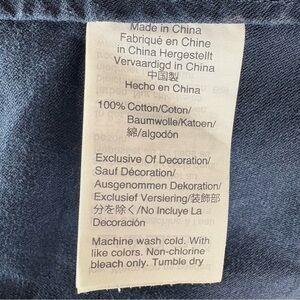 Made in China
Fabriqué en Chine
in China Hergestellt
Vervaardigd in China
中国製
Hecho en China
100% Cotton/Coton/
Baumwolle/Katoen/
綿/algodón
Exclusive Of Decoration/
Sauf Décoration/
Ausgenommen Dekoration/
Exklusief Versiering/装飾部
分を除く/No Incluye La
Decoración
Machine wash cold. With
like colors. Non-chlorine
bleach only. Tumble dry